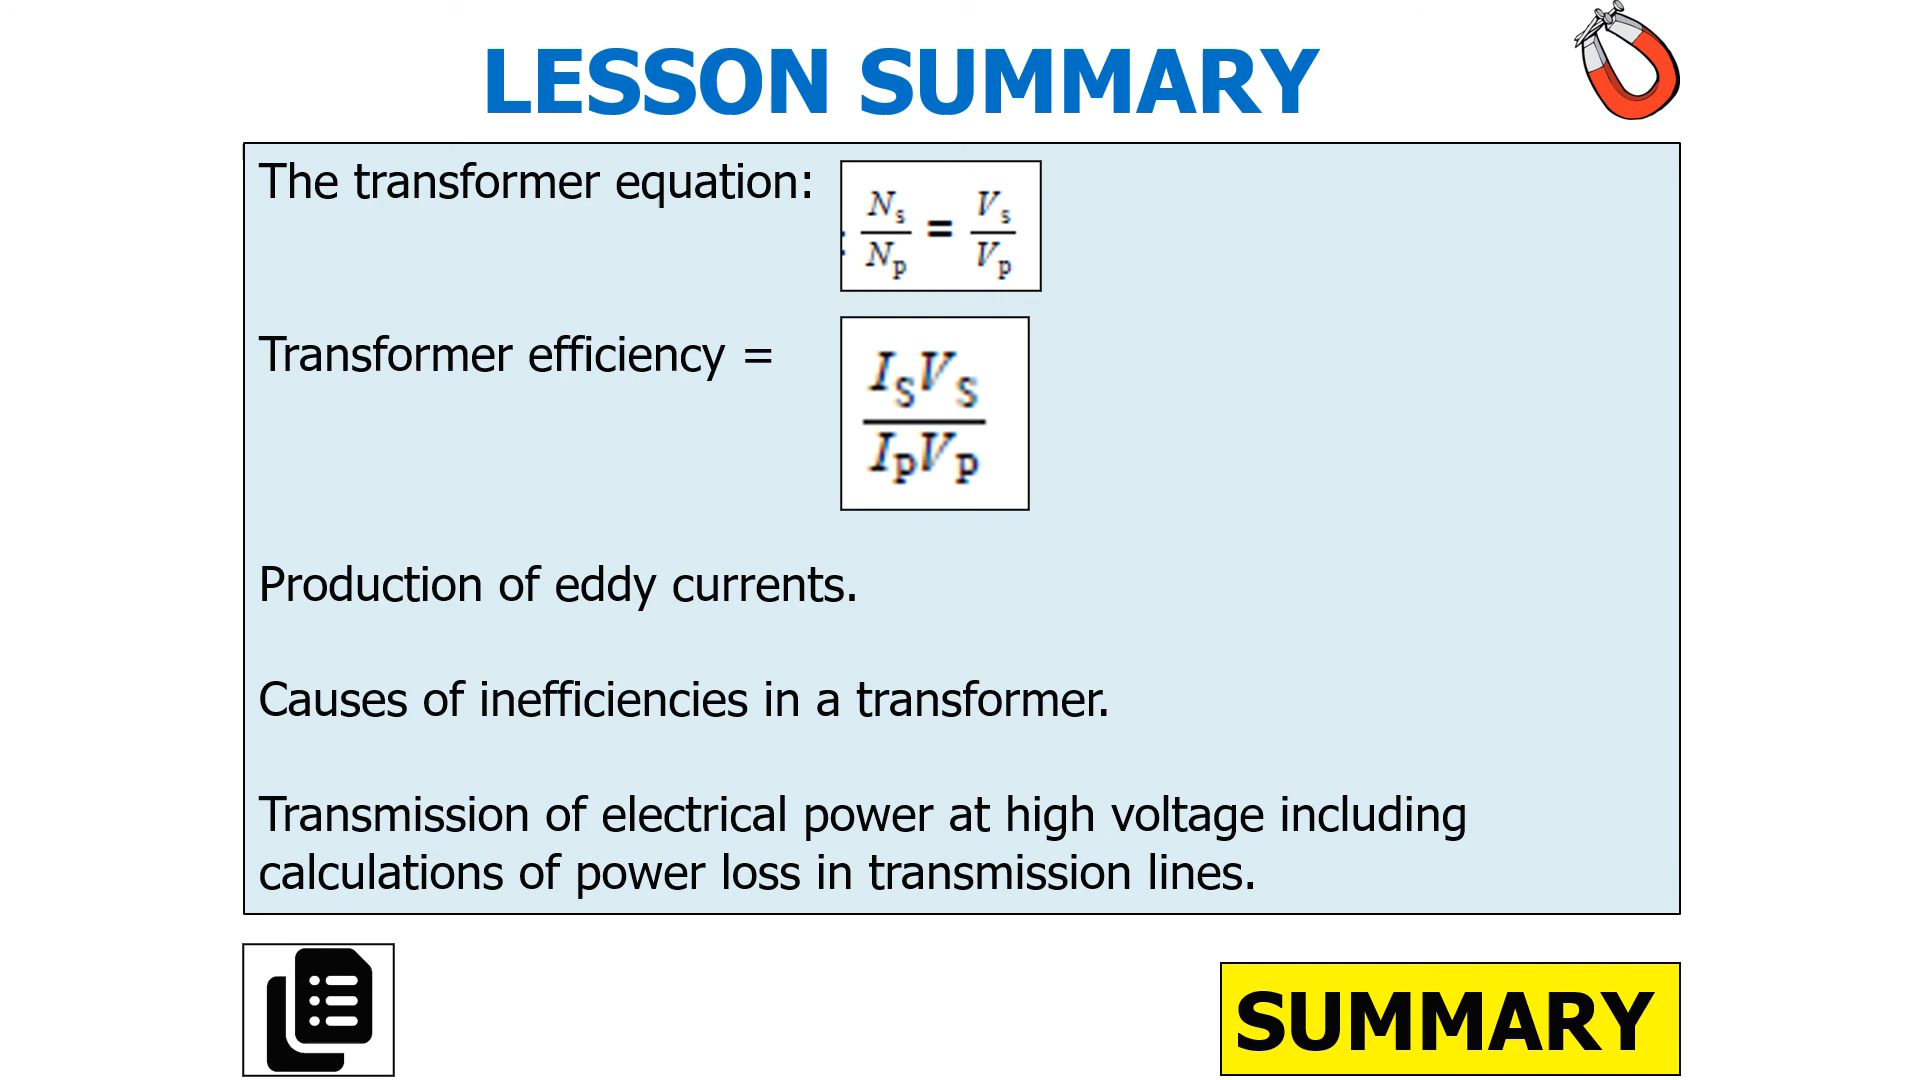 LESSON SUMMARY
The transformer equation: : Ns/Np = Vs/Vp
Transformer efficiency = ISVS/IPVP
Production of eddy currents.
Causes of inefficiencies in a transformer.
Transmission of electrical power at high voltage including
calculations of power loss in transmission lines.
SUMMARY